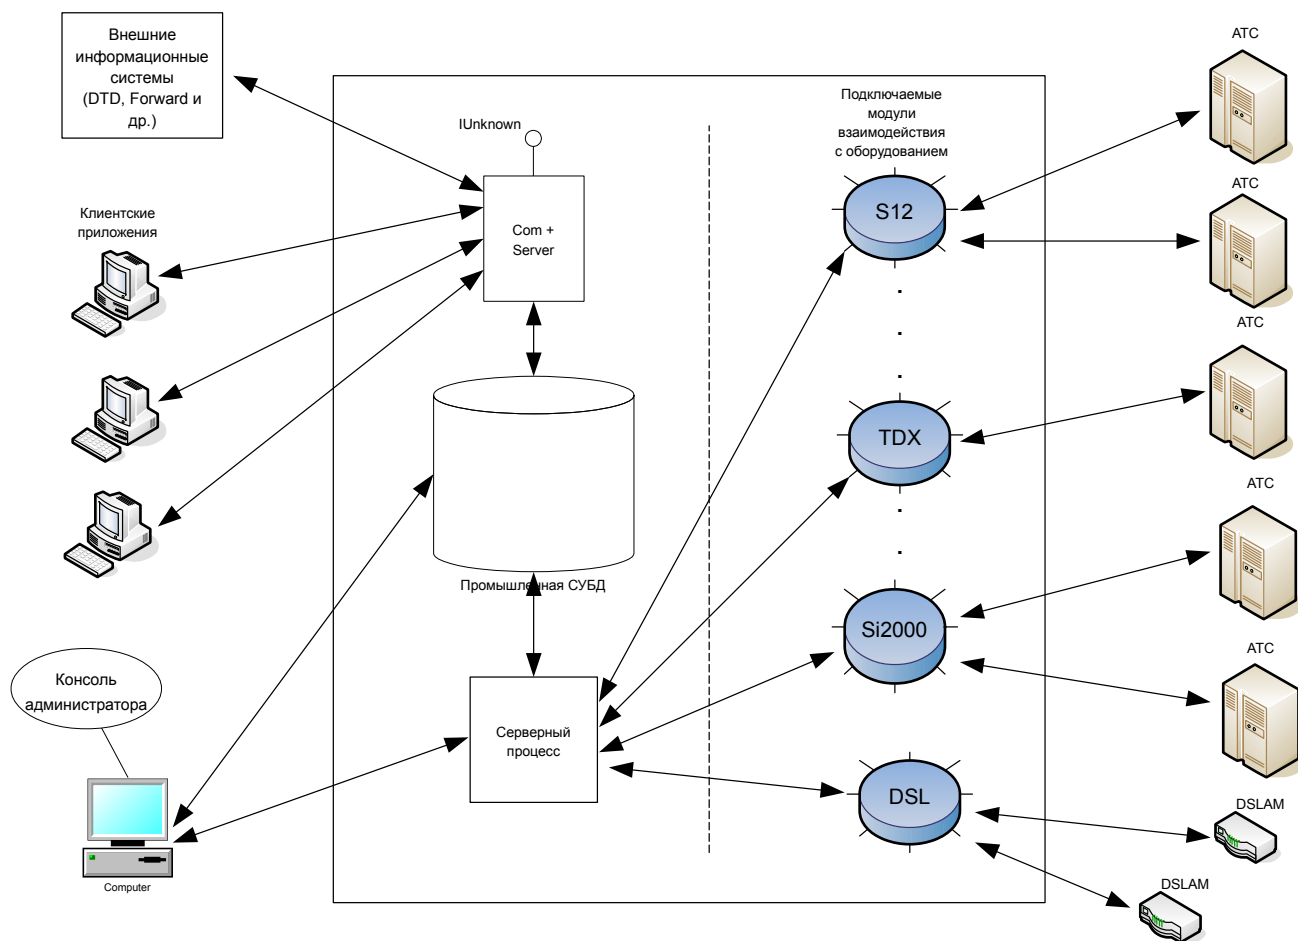 Внешние
информационные
системы
(DTD, Forward и
др.)
IUnknown
Подключаемые
модули
взаимодействия
с оборудованием
АТС
S12
АТС
Клиентские
приложения
Com +
Server
АТС
TDX
АТС
Промышленная СУБД
Si2000
АТС
Консоль
администратора
Серверный
процесс
DSL
DSLAM
Computer
DSLAM